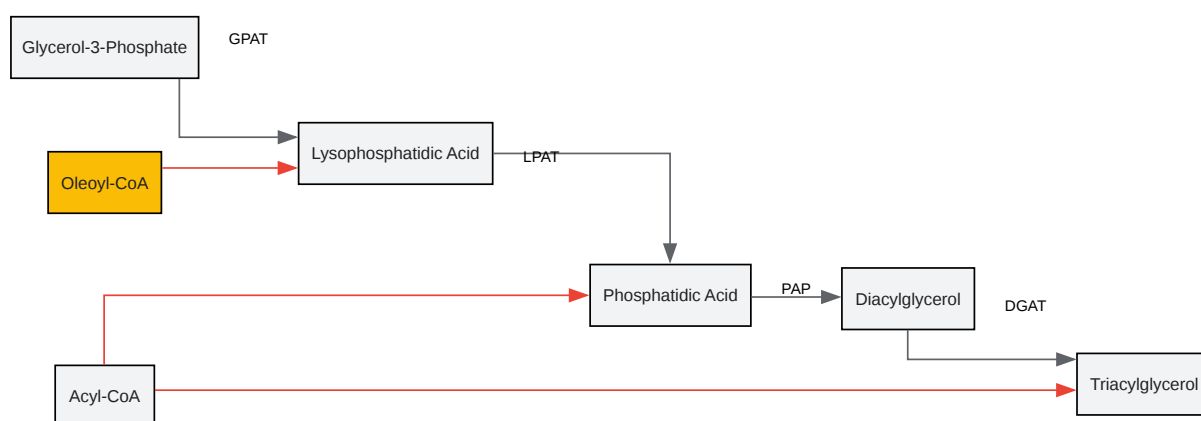 Glycerol-3-Phosphate
GPAT
Lysophosphatidic Acid
LPAT
Oleoyl-CoA
Phosphatidic Acid
PAP
Diacylglycerol
DGAT
Acyl-CoA
Triacylglycerol